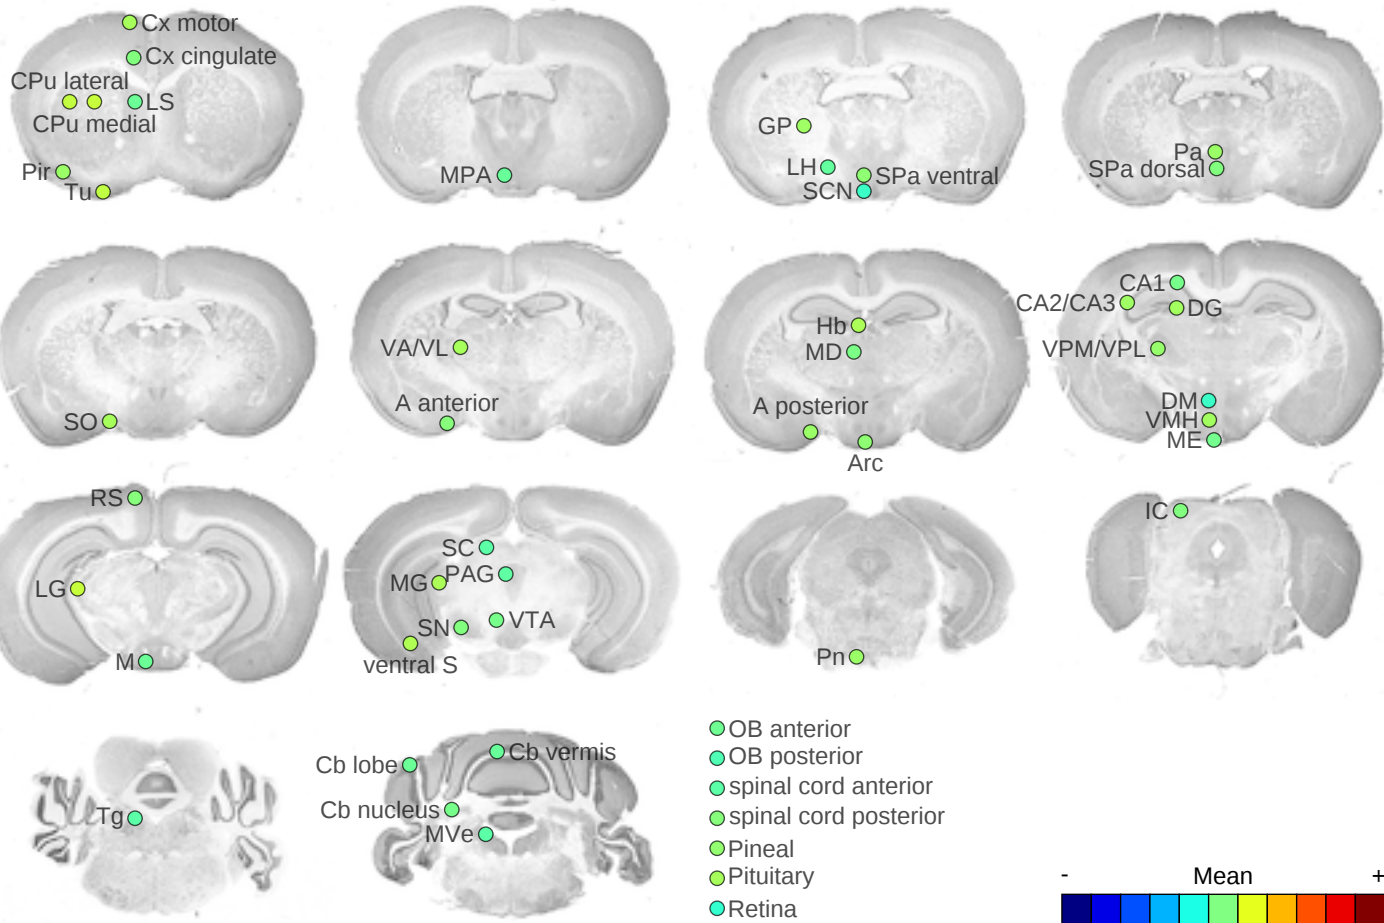 Cx motor
Cx cingulate
CPu lateral
LS
CPu medial
Pir
Tu
MPA
GP
LH
SPa ventral
SCN
Pa
SPa dorsal
SO
VA/VL
A anterior
Hb
MD
A posterior
Arc
CA1
CA2/CA3
DG
VPM/VPL
DM
VMH
ME
RS
LG
M
SC
MG
PAG
SN
VTA
ventral S
Pn
IC
Tg
Cb lobe
Cb vermis
Cb nucleus
MVe
OB anterior
OB posterior
spinal cord anterior
spinal cord posterior
Pineal
Pituitary
Retina
- Mean +